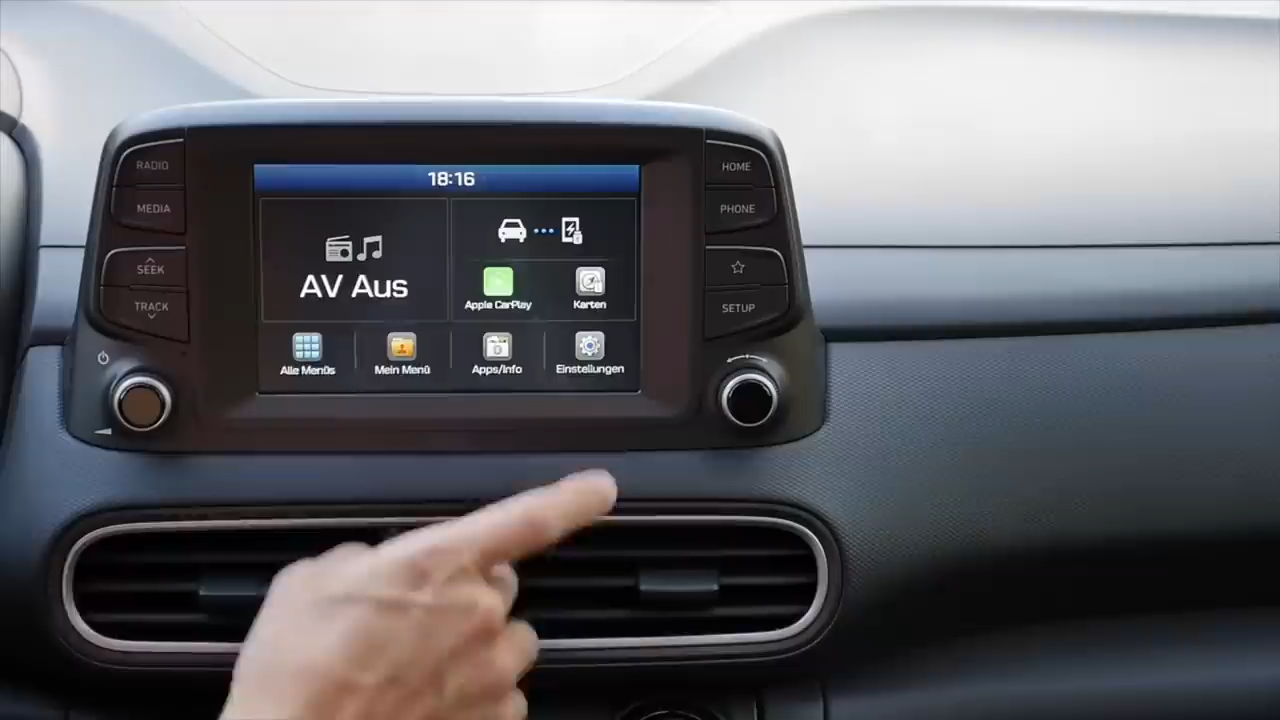 RADIO
MEDIA
SEEK
TRACK
18:16
AV Aus
Apple CarPlay
Karten
Alle Menüs
Mein Menü
Apps/Info
Einstellungen
HOME
PHONE
SETUP